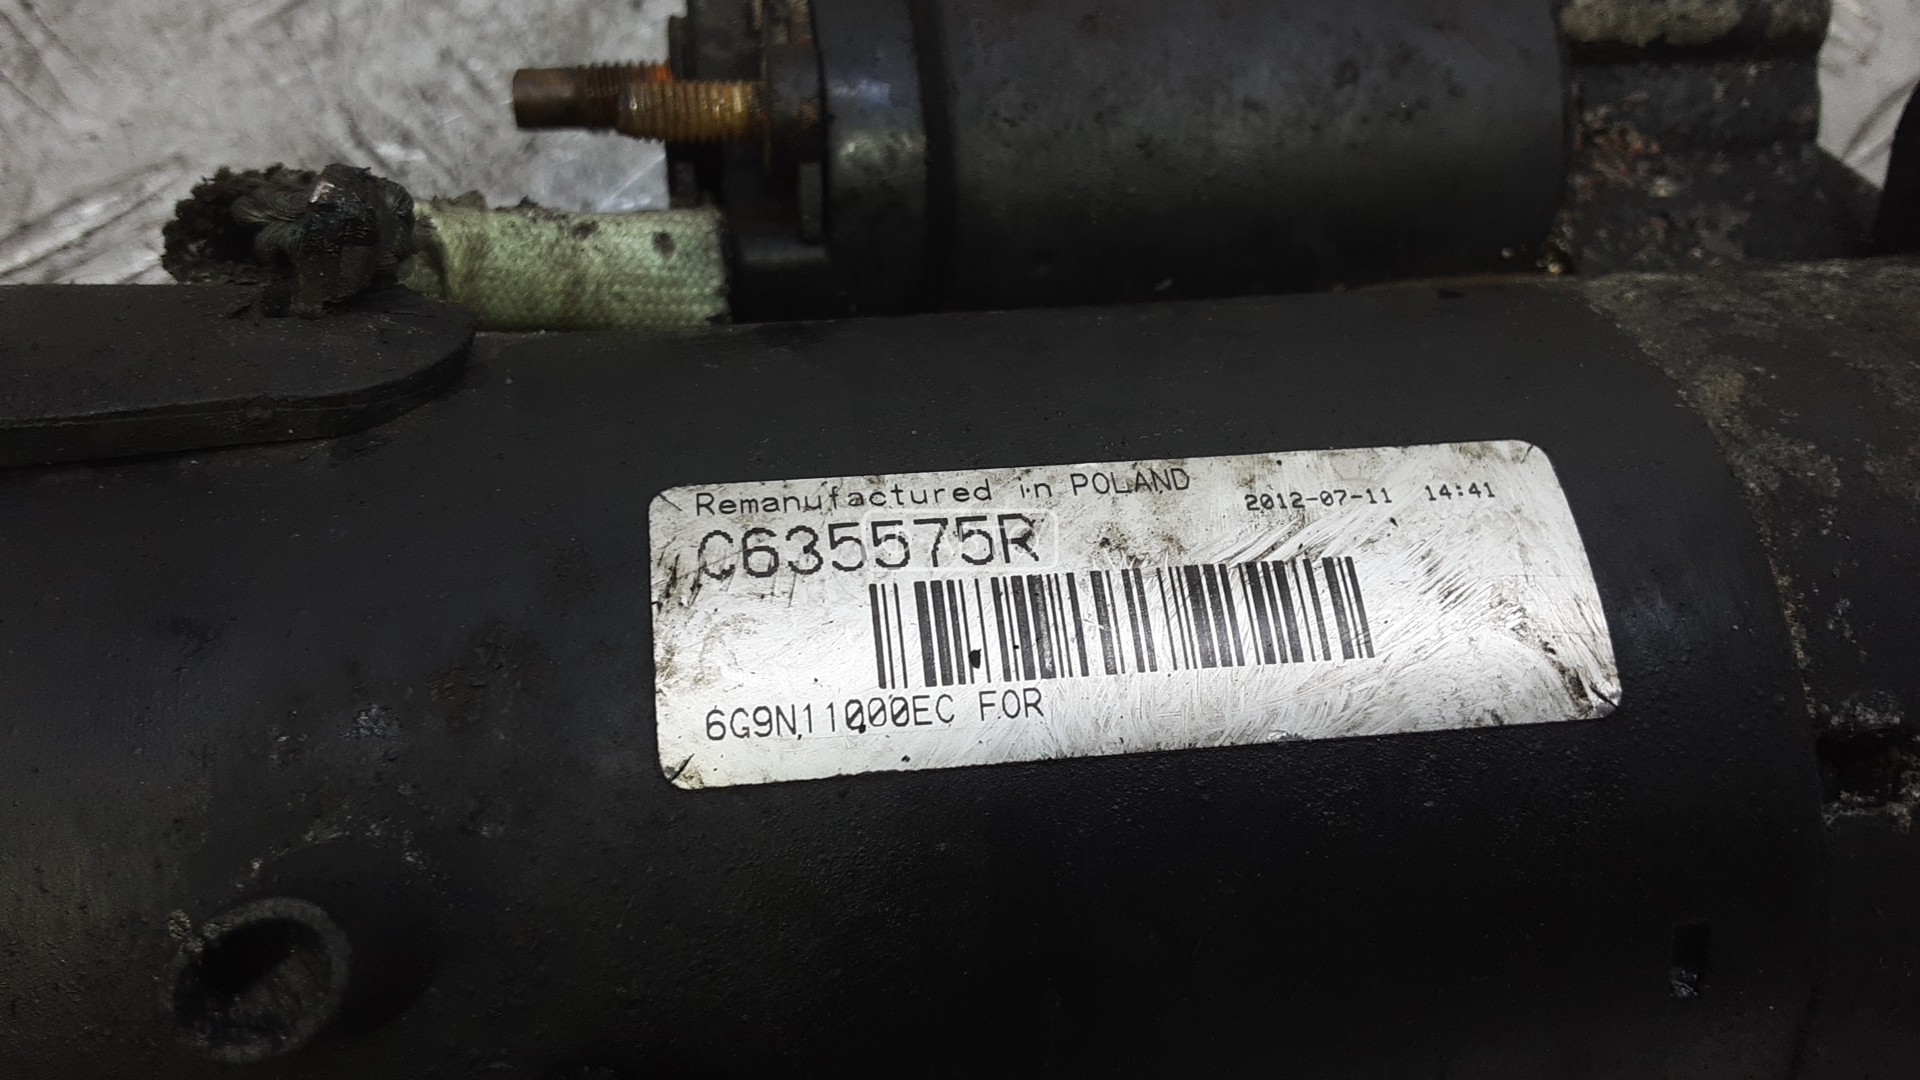 Remanufactured in POLAND 2012-07-11 14:41
C635575R
6G9N11000EC FOR